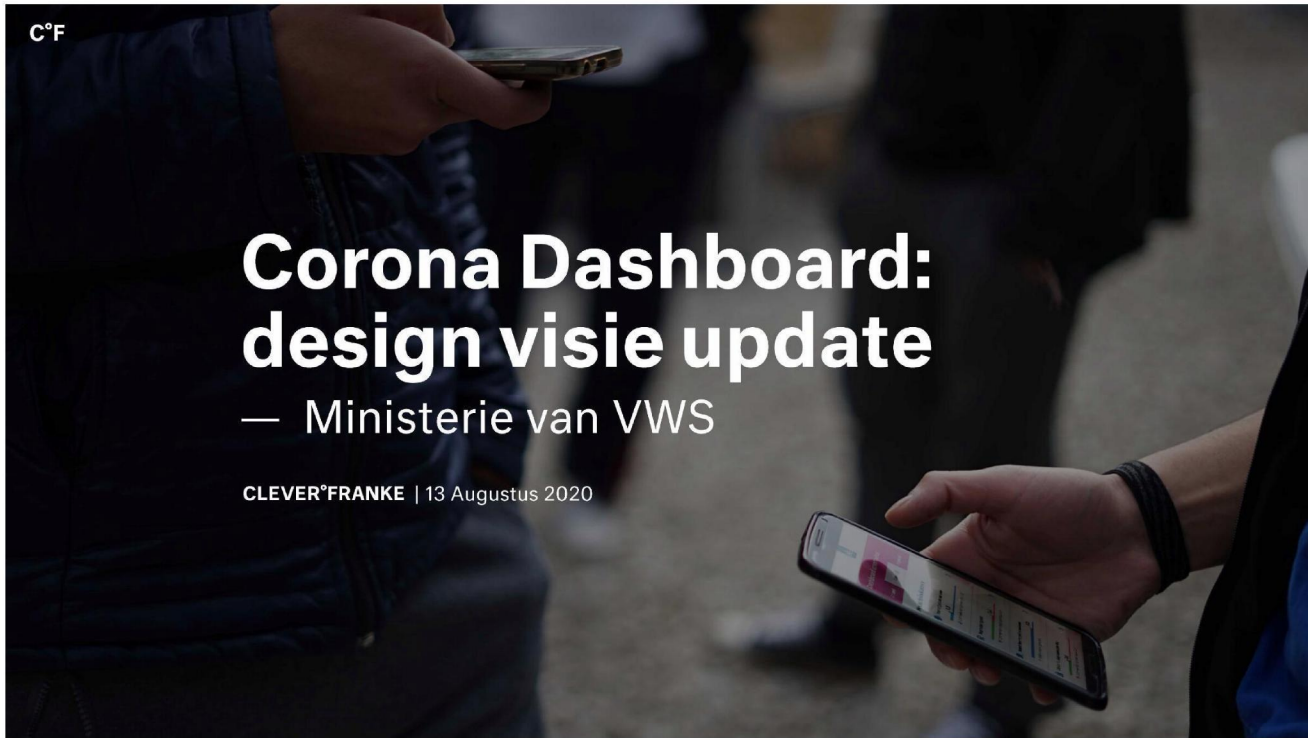 C°F
Corona Dashboard:
design visie update
— Ministerie van VWS
CLEVER°FRANKE | 13 Augustus 2020